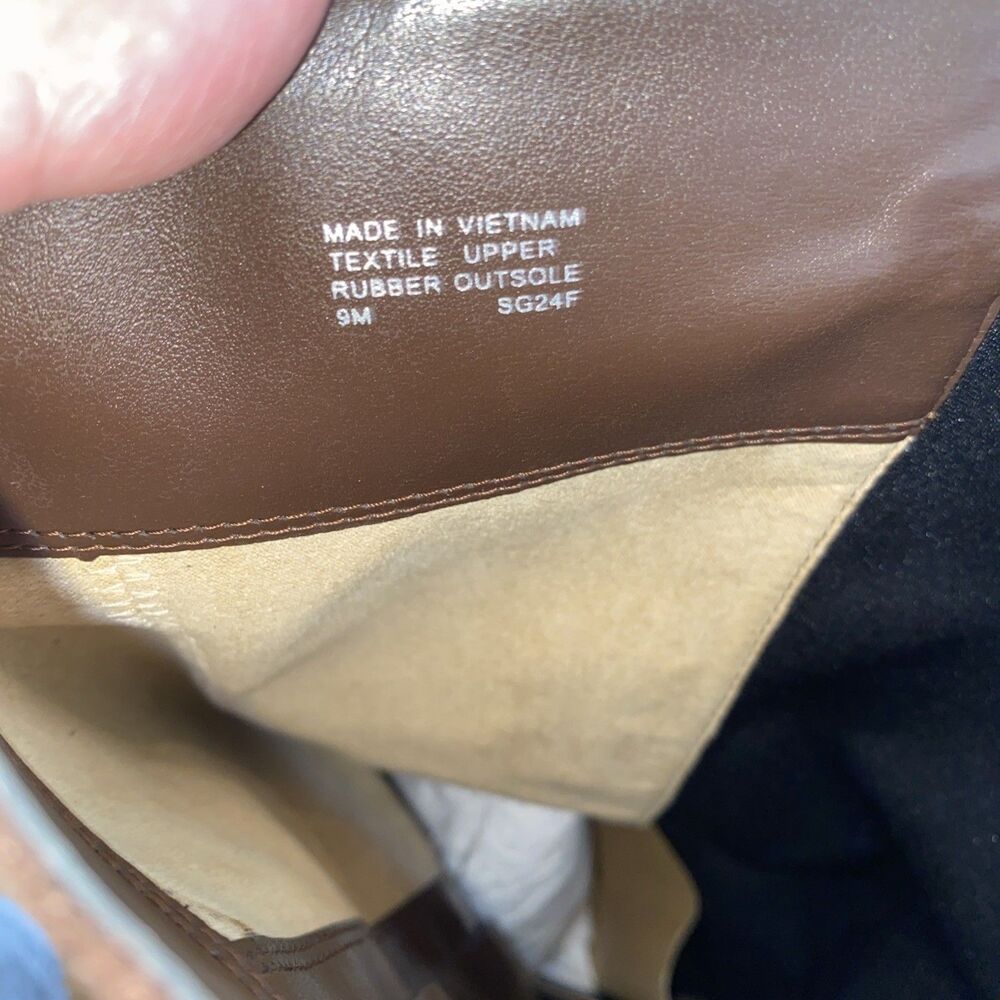 MADE IN VIETNAM
TEXTILE UPPER
RUBBER OUTSOLE
9M SG24F